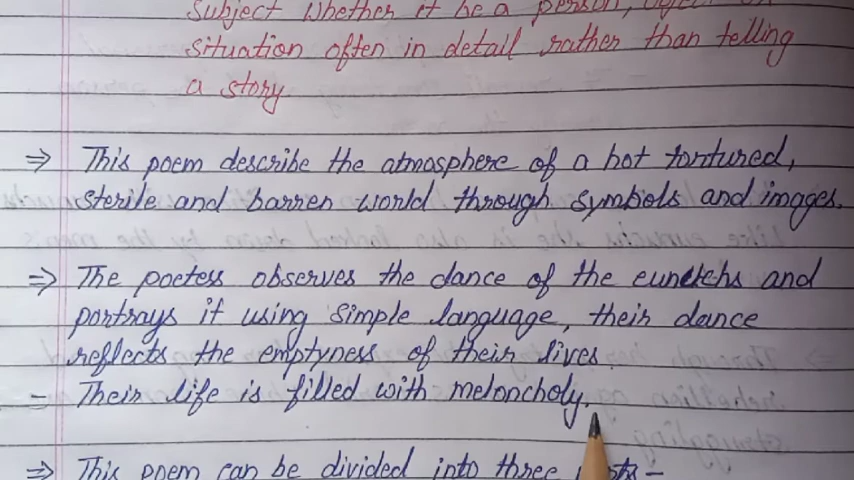 subject whether it be a person, object or
situation often in detail rather than telling
a story
⇒ This poem describe the atmosphere of a hot tortured,
sterile and barren world through symbols and images.
⇒ The poetess observes the dance of the eunuchs and
portrays it using simple language, their dance
reflects the emptyness of their lives.
- Their life is filled with meloncholy.
⇒ This poem can be divided into three parts-